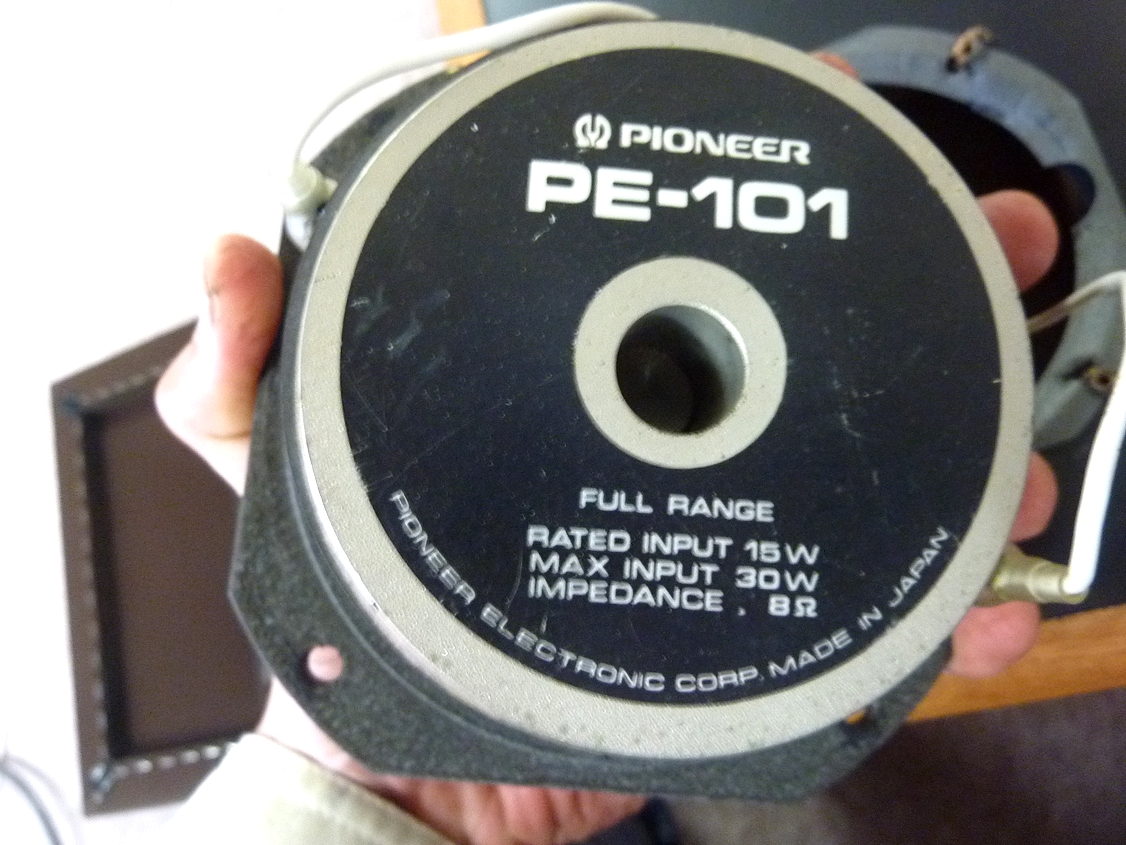 PIONEER
PE-101
FULL RANGE
RATED INPUT 15W
MAX INPUT 30W
IMPEDANCE . 8Ω
PIONEER ELECTRONIC CORP. MADE IN JAPAN